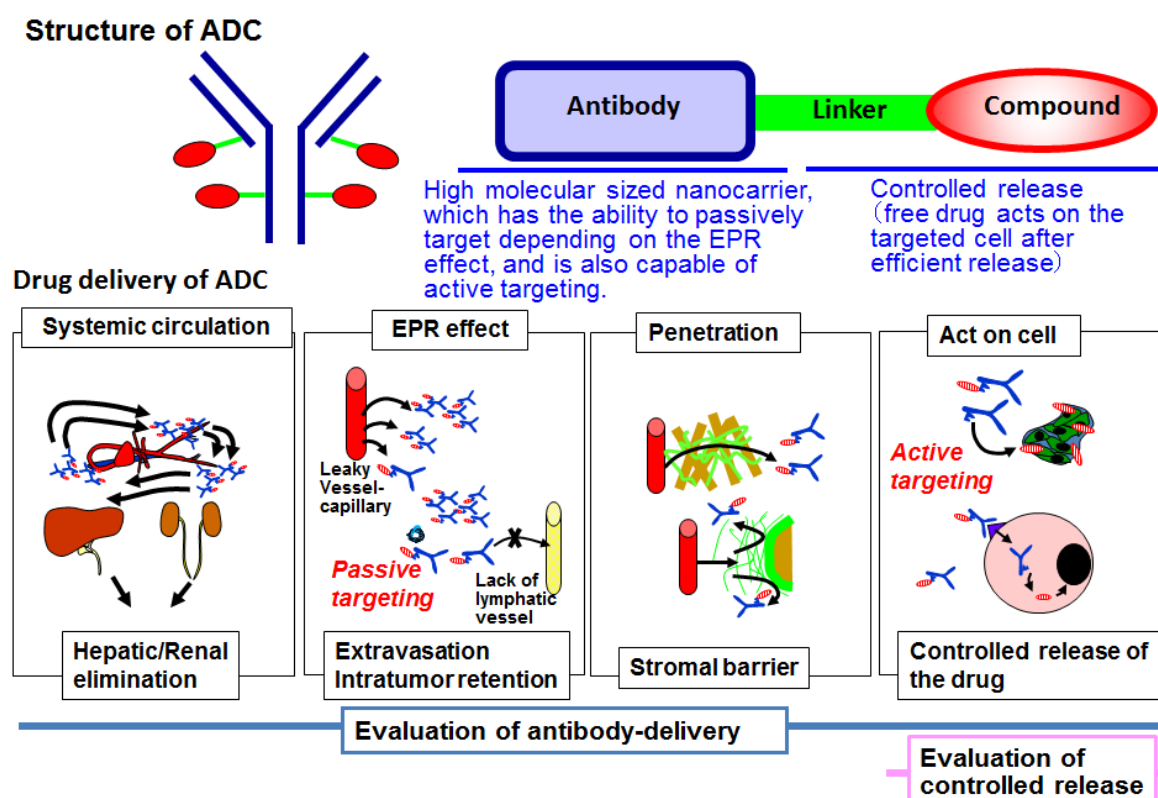 Structure of ADC
Antibody
Linker
Compound
High molecular sized nanocarrier,
which has the ability to passively
target depending on the EPR
effect, and is also capable of
active targeting.
Controlled release
（free drug acts on the
targeted cell after
efficient release）
Drug delivery of ADC
Systemic circulation
Hepatic/Renal
elimination
EPR effect
Leaky
Vessel-
capillary
Passive
targeting
Lack of
lymphatic
vessel
Extravasation
Intratumor retention
Penetration
Stromal barrier
Act on cell
Active
targeting
Controlled release of
the drug
Evaluation of antibody-delivery
Evaluation of
controlled release